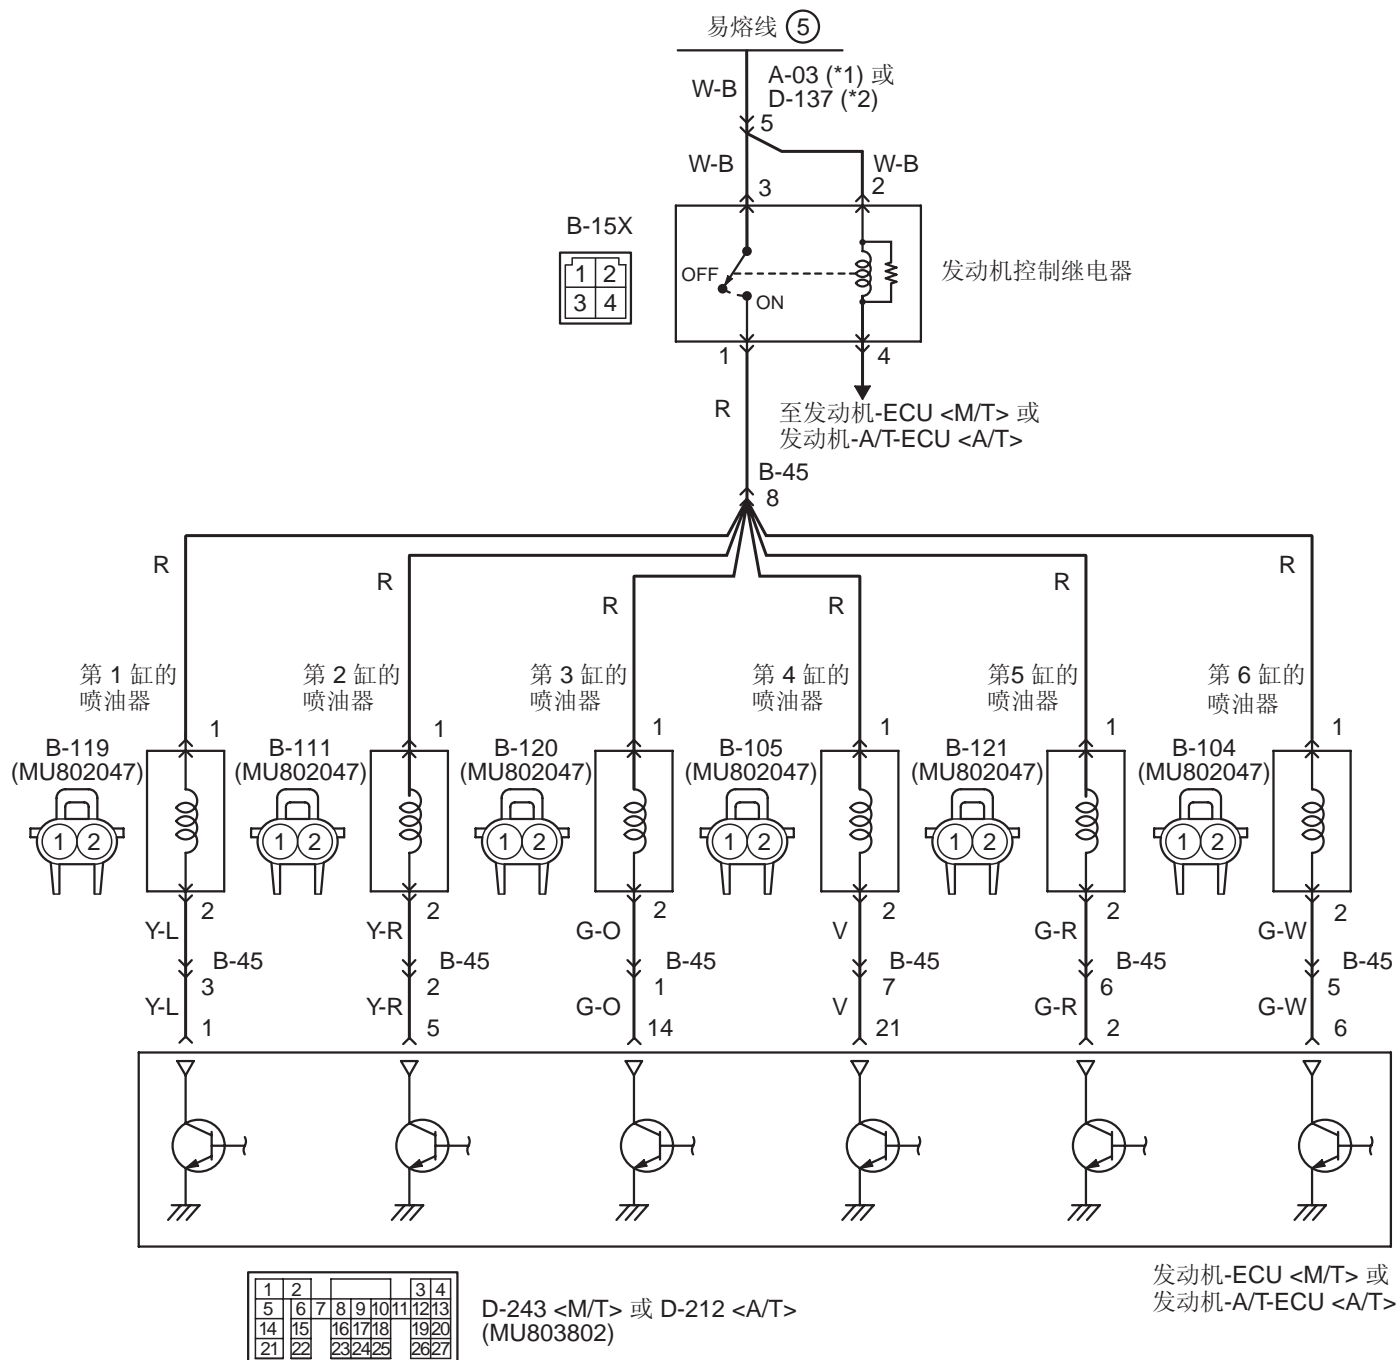 易熔线 5
W-B
A-03 (*1) 或
D-137 (*2)
5
W-B
W-B
3
2
B-15X
1 2
3 4
OFF
ON
发动机控制继电器
1
4
R
至发动机-ECU <M/T> 或
发动机-A/T-ECU <A/T>
B-45
8
R
R
R
R
R
R
第 1 缸的
喷油器
第 2 缸的
喷油器
第 3 缸的
喷油器
第 4 缸的
喷油器
第5 缸的
喷油器
第 6 缸的
喷油器
1
1
1
1
1
1
B-119
(MU802047)
B-111
(MU802047)
B-120
(MU802047)
B-105
(MU802047)
B-121
(MU802047)
B-104
(MU802047)
1 2
1 2
1 2
1 2
1 2
1 2
2
2
2
2
2
2
Y-L
Y-R
G-O
V
G-R
G-W
B-45
B-45
B-45
B-45
B-45
B-45
3
2
1
7
6
5
Y-L
Y-R
G-O
V
G-R
G-W
1
5
14
21
2
6
发动机-ECU <M/T> 或
发动机-A/T-ECU <A/T>
1 2 3 4
5 6 7 8 9 10 11 12 13
14 15 16 17 18 19 20
21 22 23 24 25 26 27
D-243 <M/T> 或 D-212 <A/T>
(MU803802)